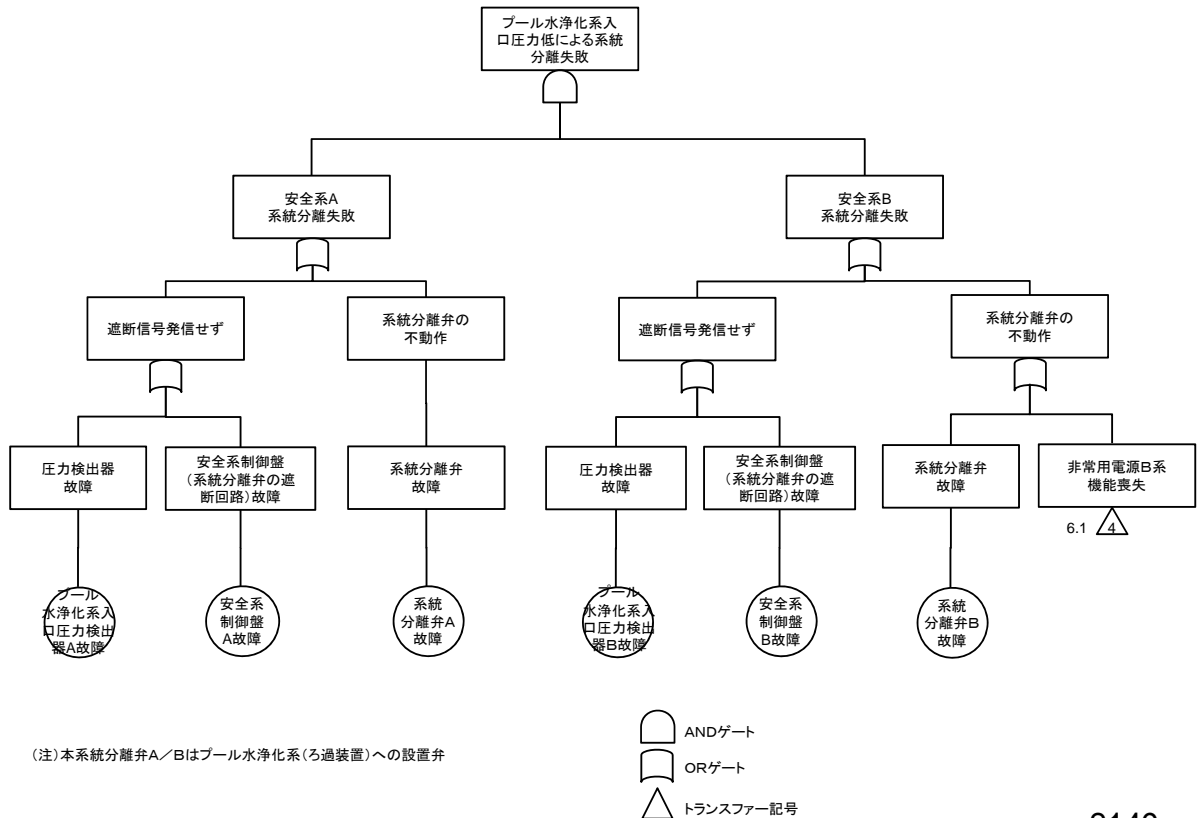 プール水浄化系入
口圧力低による系統
分離失敗
安全系A
系統分離失敗
安全系B
系統分離失敗
遮断信号発信せず
系統分離弁の
不動作
遮断信号発信せず
系統分離弁の
不動作
圧力検出器
故障
安全系制御盤
(系統分離弁の遮
断回路)故障
系統分離弁
故障
圧力検出器
故障
安全系制御盤
(系統分離弁の遮
断回路)故障
系統分離弁
故障
非常用電源B系
機能喪失
6.1 4
プール
水浄化系入
口圧力検出
器A故障
安全系
制御盤
A故障
系統
分離弁A
故障
プール
水浄化系入
口圧力検出
器B故障
安全系
制御盤
B故障
系統
分離弁B
故障
(注)本系統分離弁A/Bはプール水浄化系(ろ過装置)への設置弁
ANDゲート
ORゲート
トランスファー記号